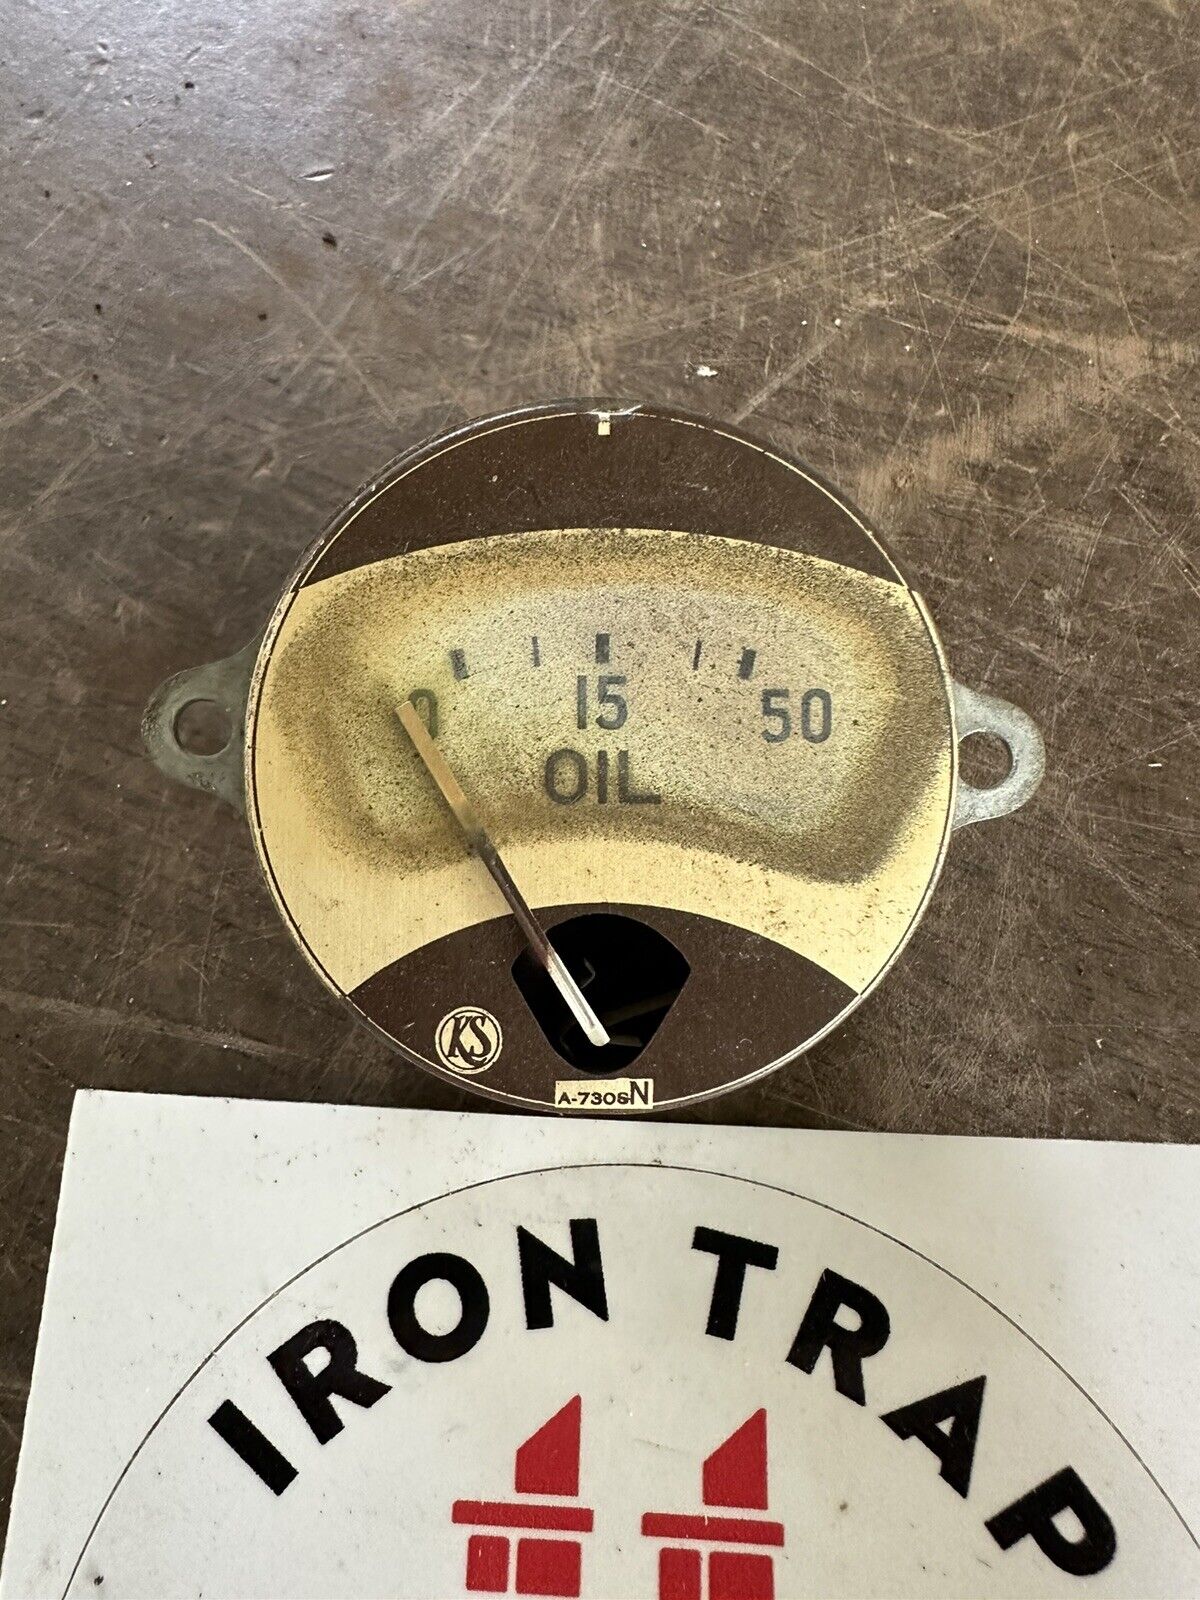 0 15 50
OIL
KS
A-7306N
IRON TRAP